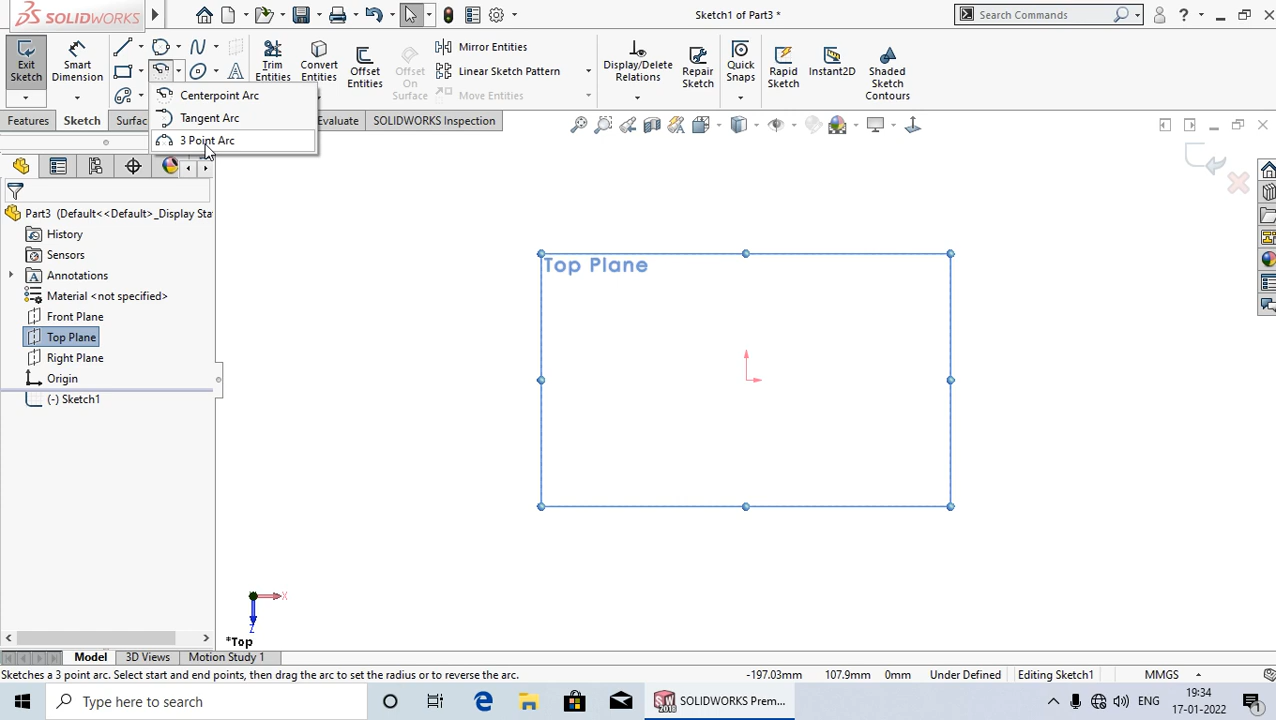 SOLIDWORKS
Sketch1 of Part3 *
Search Commands
?
Exit Sketch
Smart Dimension
Trim Entities
Convert Entities
Offset Entities
Offset On Surface
Mirror Entities
Linear Sketch Pattern
Move Entities
Display/Delete Relations
Repair Sketch
Quick Snaps
Rapid Sketch
Instant2D
Shaded Sketch Contours
Centerpoint Arc
Tangent Arc
3 Point Arc
Features
Sketch
Surfac
Evaluate
SOLIDWORKS Inspection
Part3 (Default<<Default>_Display Sta
History
Sensors
Annotations
Material <not specified>
Front Plane
Top Plane
Right Plane
Origin
(-) Sketch1
Top Plane
X
Z
*Top
Model
3D Views
Motion Study 1
Sketches a 3 point arc. Select start and end points, then drag the arc to set the radius or to reverse the arc.
-197.03mm
107.9mm
0mm
Under Defined
Editing Sketch1
MMGS
Type here to search
SOLIDWORKS Prem...
ENG
19:34
17-01-2022